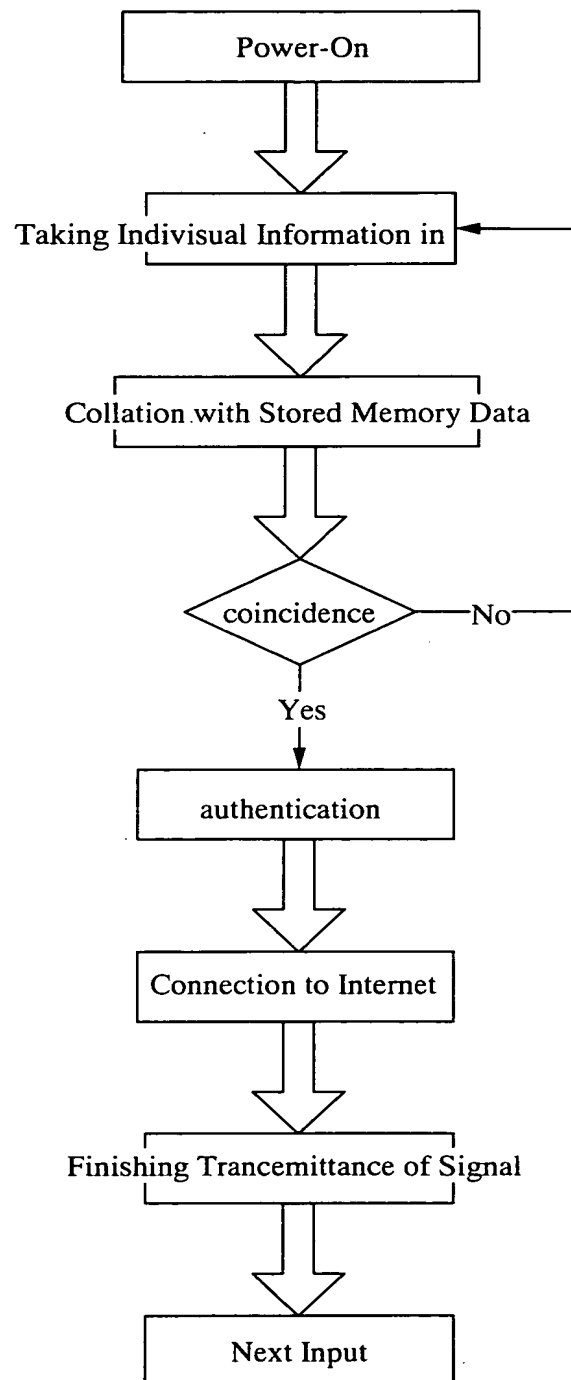 Power-On
Taking Indivisual Information in
Collation with Stored Memory Data
coincidence
No
Yes
authentication
Connection to Internet
Finishing Trancemittance of Signal
Next Input